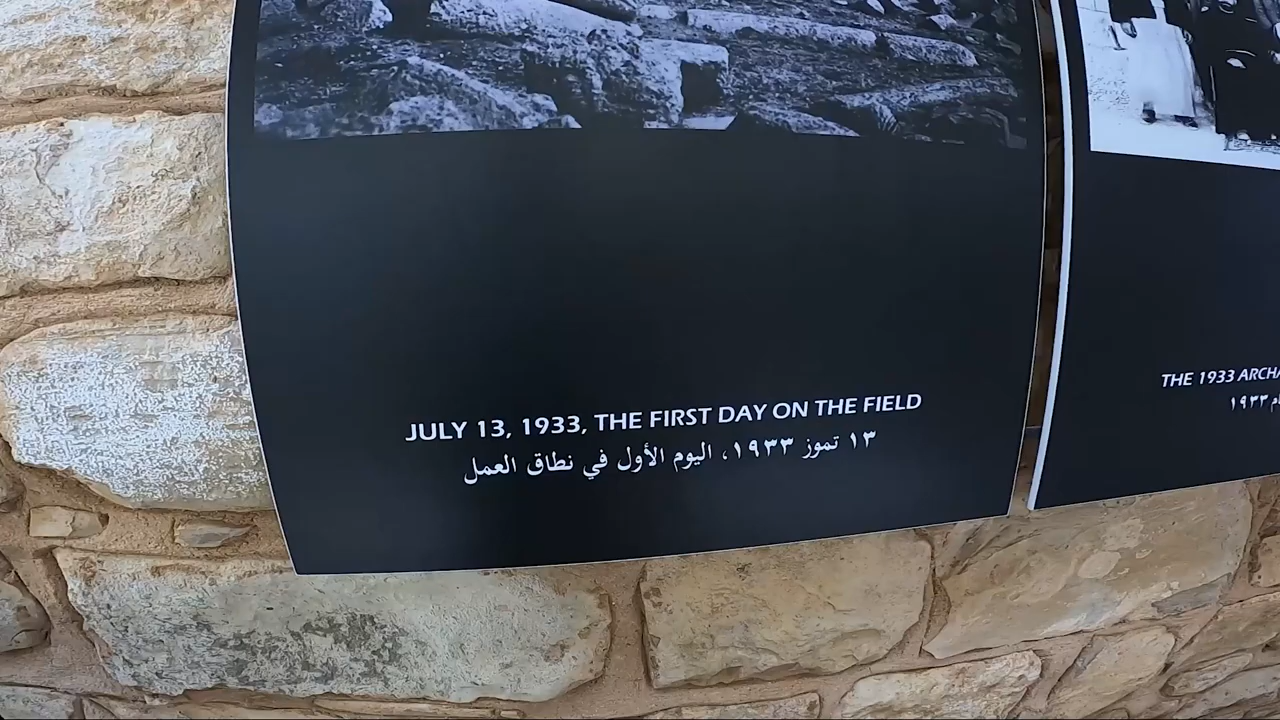 JULY 13, 1933, THE FIRST DAY ON THE FIELD
١٣ تموز ١٩٣٣، اليوم الأول في نطاق العمل
THE 1933
١٩٣٣